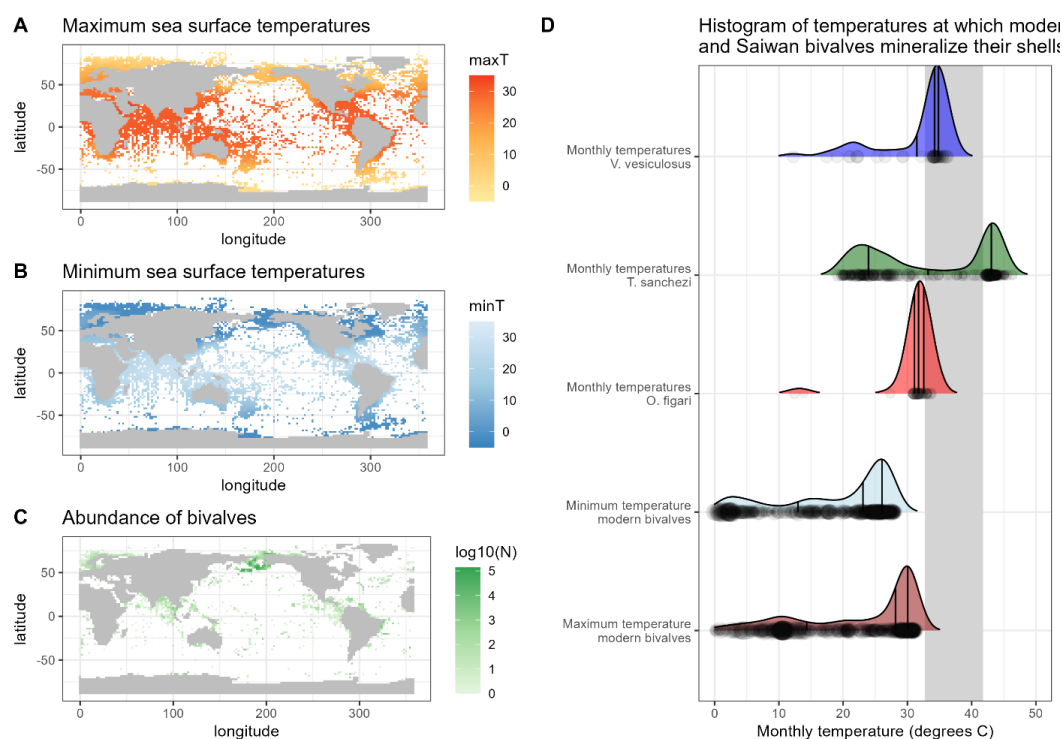 A Maximum sea surface temperatures
maxT
30
20
10
0
50
0
-50
latitude
0 100 200 300
longitude
B Minimum sea surface temperatures
minT
30
20
10
0
50
0
-50
latitude
0 100 200 300
longitude
C Abundance of bivalves
log10(N)
5
4
3
2
1
0
50
0
-50
latitude
0 100 200 300
longitude
D Histogram of temperatures at which moder
and Saiwan bivalves mineralize their shells
Monthly temperatures
V. vesiculosus
Monthly temperatures
T. sanchezi
Monthly temperatures
O. figari
Minimum temperature
modern bivalves
Maximum temperature
modern bivalves
0 10 20 30 40 50
Monthly temperature (degrees C)